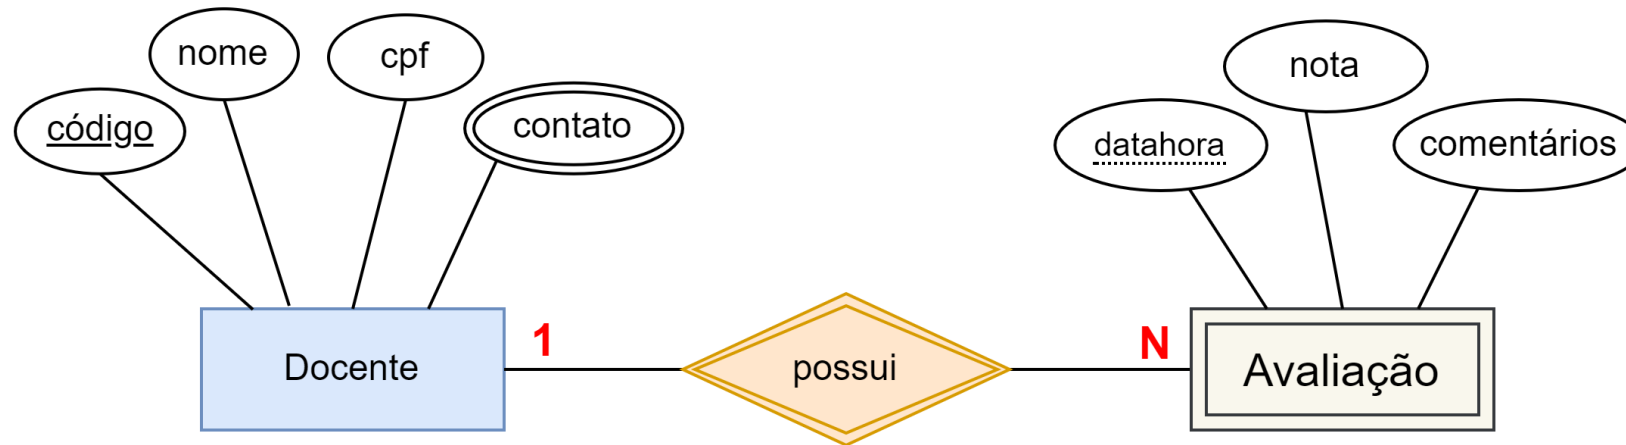 nome
cpf
código
contato
nota
datahora
comentários
Docente
1
possui
N
Avaliação